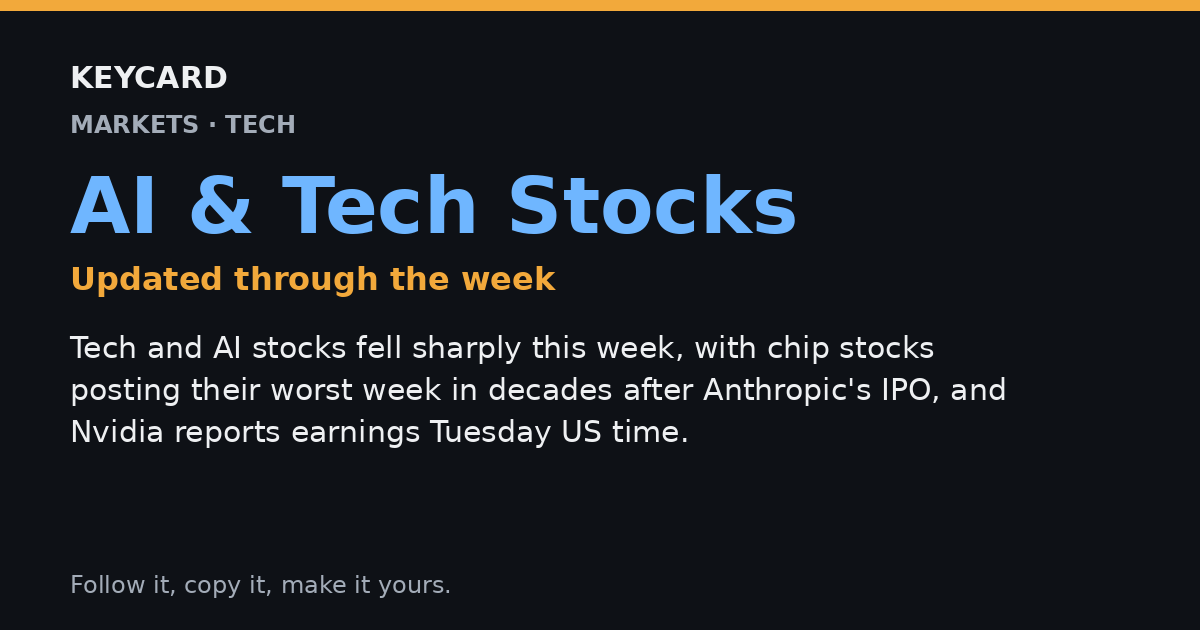 KEYCARD
MARKETS · TECH
AI & Tech Stocks
Updated through the week
Tech and AI stocks fell sharply this week, with chip stocks
posting their worst week in decades after Anthropic's IPO, and
Nvidia reports earnings Tuesday US time.
Follow it, copy it, make it yours.